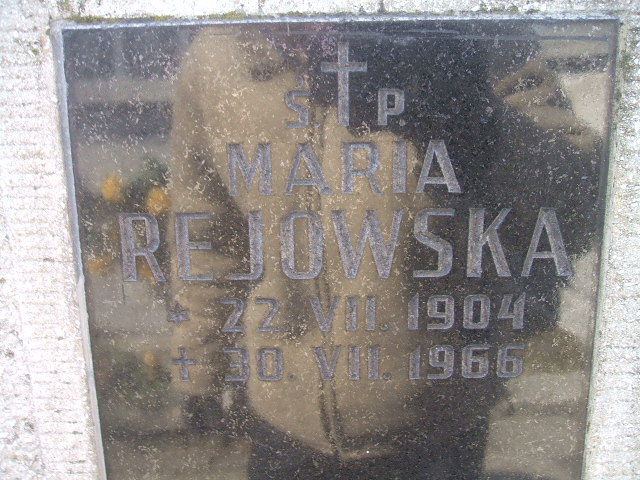 Ś. † P.
MARIA
REJOWSKA
* 22. VII. 1904
† 30. VII. 1966